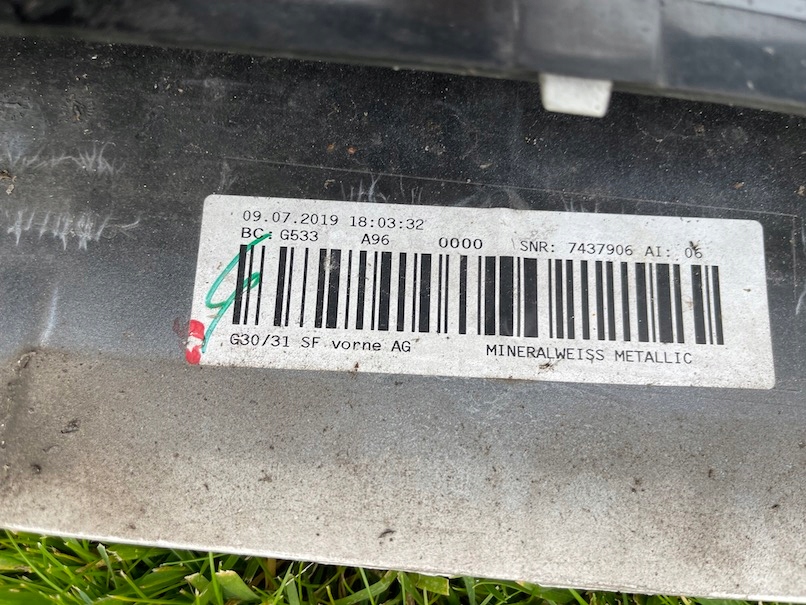 09.07.2019 18:03:32
BC: G533 A96 0000 SNR: 7437906 AI: 06
G30/31 SF vorne AG MINERALWEISS METALLIC